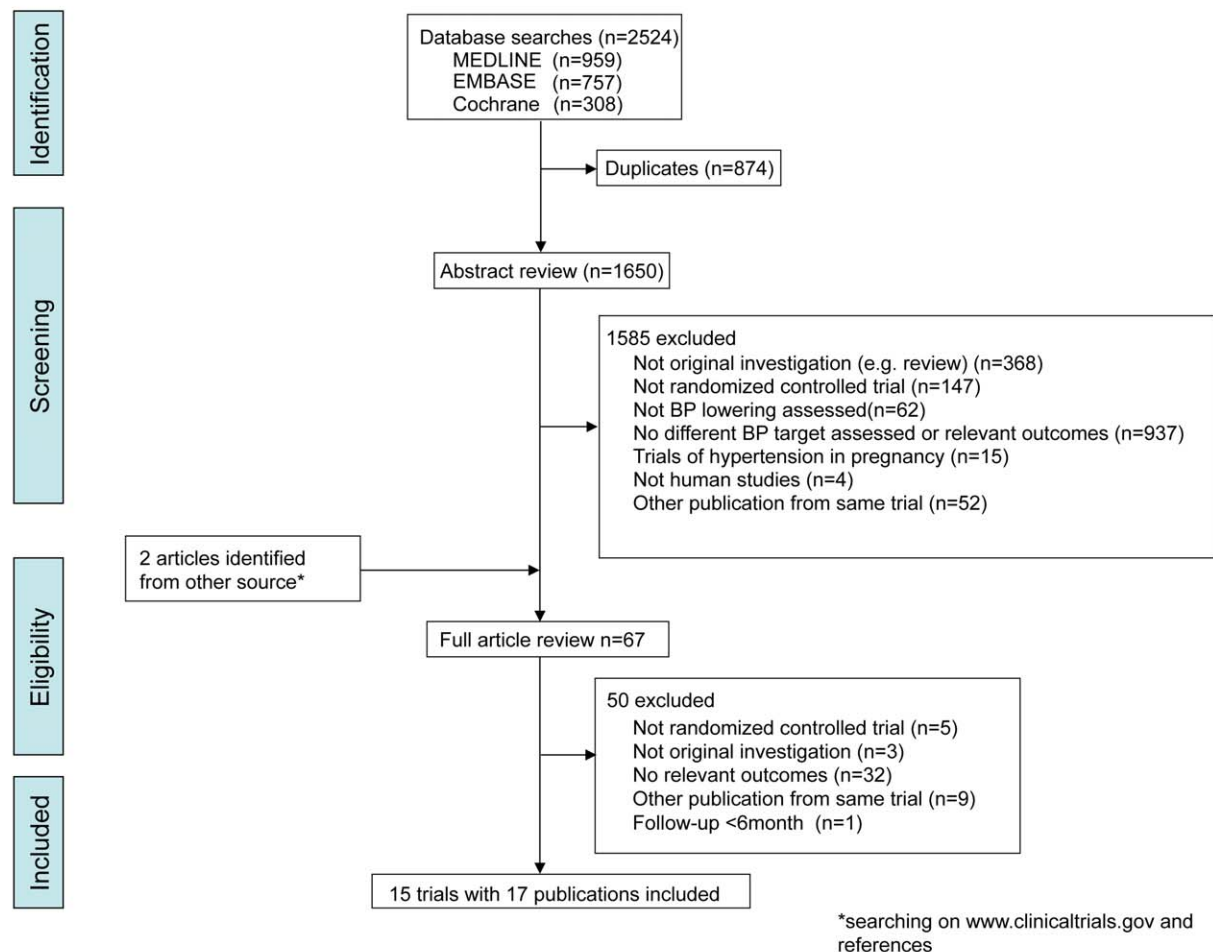 Identification
Database searches (n=2524)
MEDLINE (n=959)
EMBASE (n=757)
Cochrane (n=308)
Duplicates (n=874)
Screening
Abstract review (n=1650)
1585 excluded
Not original investigation (e.g. review) (n=368)
Not randomized controlled trial (n=147)
Not BP lowering assessed(n=62)
No different BP target assessed or relevant outcomes (n=937)
Trials of hypertension in pregnancy (n=15)
Not human studies (n=4)
Other publication from same trial (n=52)
2 articles identified
from other source*
Eligibility
Full article review n=67
50 excluded
Not randomized controlled trial (n=5)
Not original investigation (n=3)
No relevant outcomes (n=32)
Other publication from same trial (n=9)
Follow-up <6month (n=1)
Included
15 trials with 17 publications included
*searching on www.clinicaltrials.gov and
references